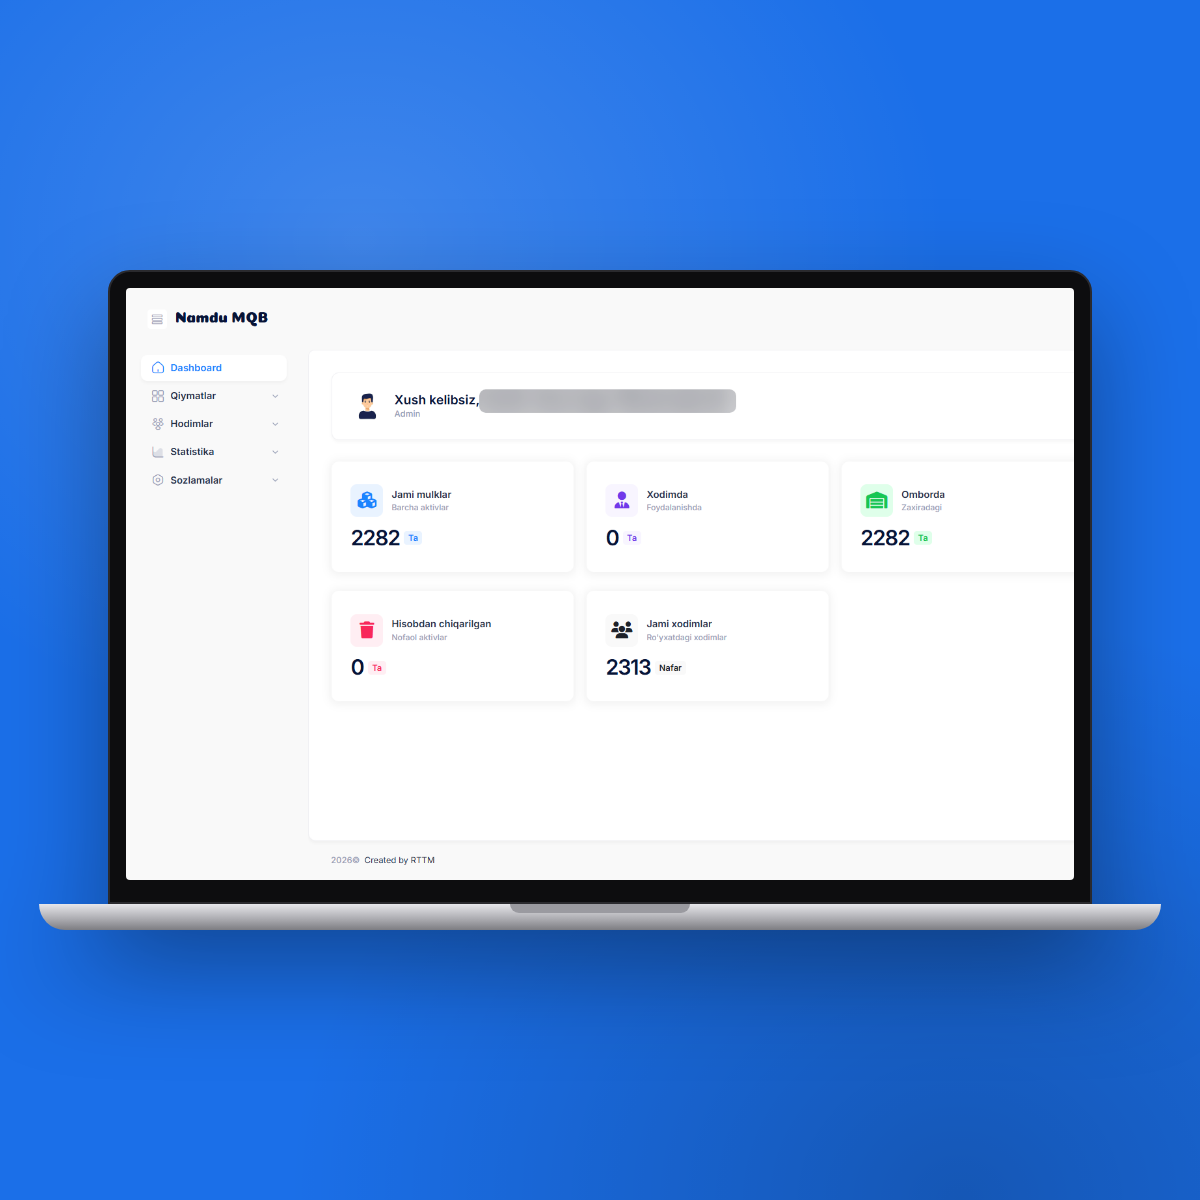 Namdu MQB
Dashboard
Qiymatlar
Hodimlar
Statistika
Sozlamalar
Xush kelibsiz,
Admin
Jami mulklar
Barcha aktivlar
2282 Ta
Xodimda
Foydalanishda
0 Ta
Omborda
Zaxiradagi
2282 Ta
Hisobdan chiqarilgan
Nofaol aktivlar
0 Ta
Jami xodimlar
Ro'yxatdagi xodimlar
2313 Nafar
2026© Created by RTTM